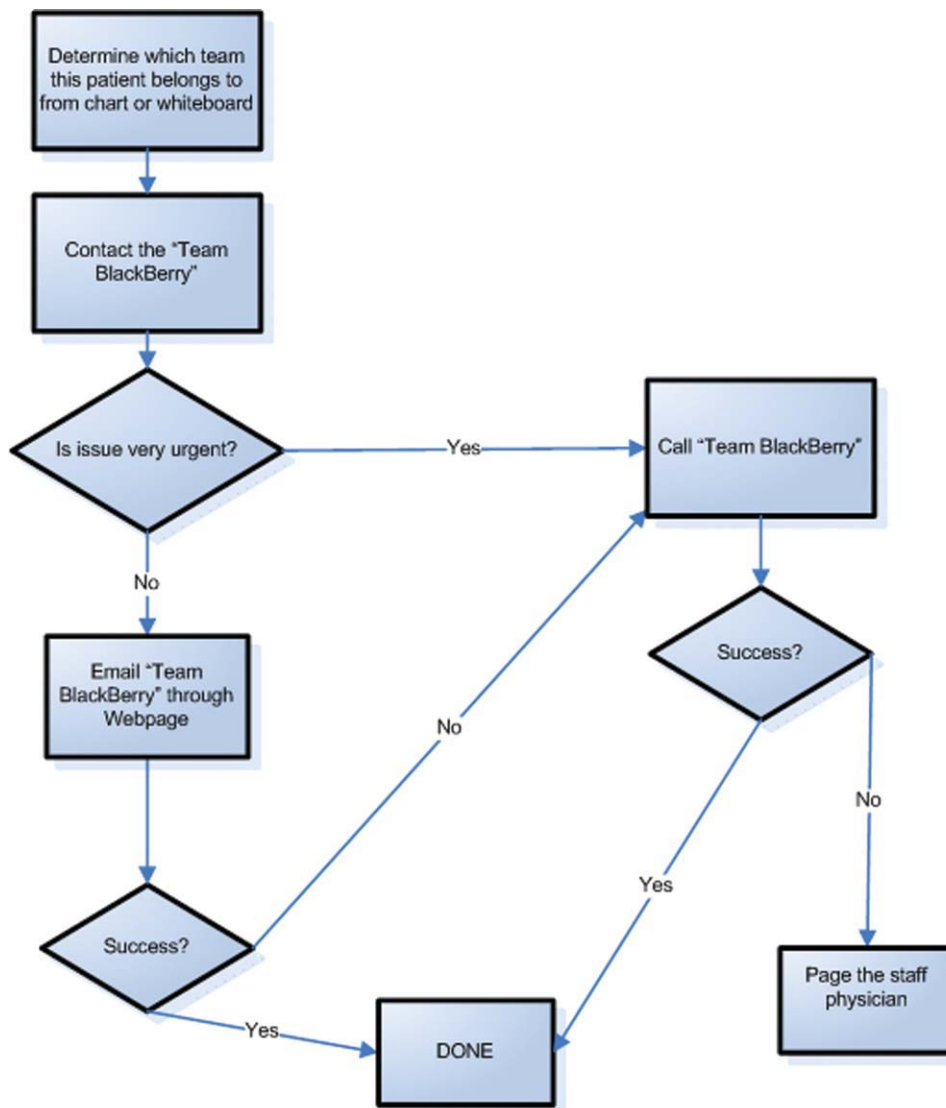 Determine which team
this patient belongs to
from chart or whiteboard
Contact the “Team
BlackBerry”
Is issue very urgent?
Yes
Call “Team BlackBerry”
No
Email “Team
BlackBerry” through
Webpage
Success?
No
No
Yes
Success?
Page the staff
physician
Yes
DONE